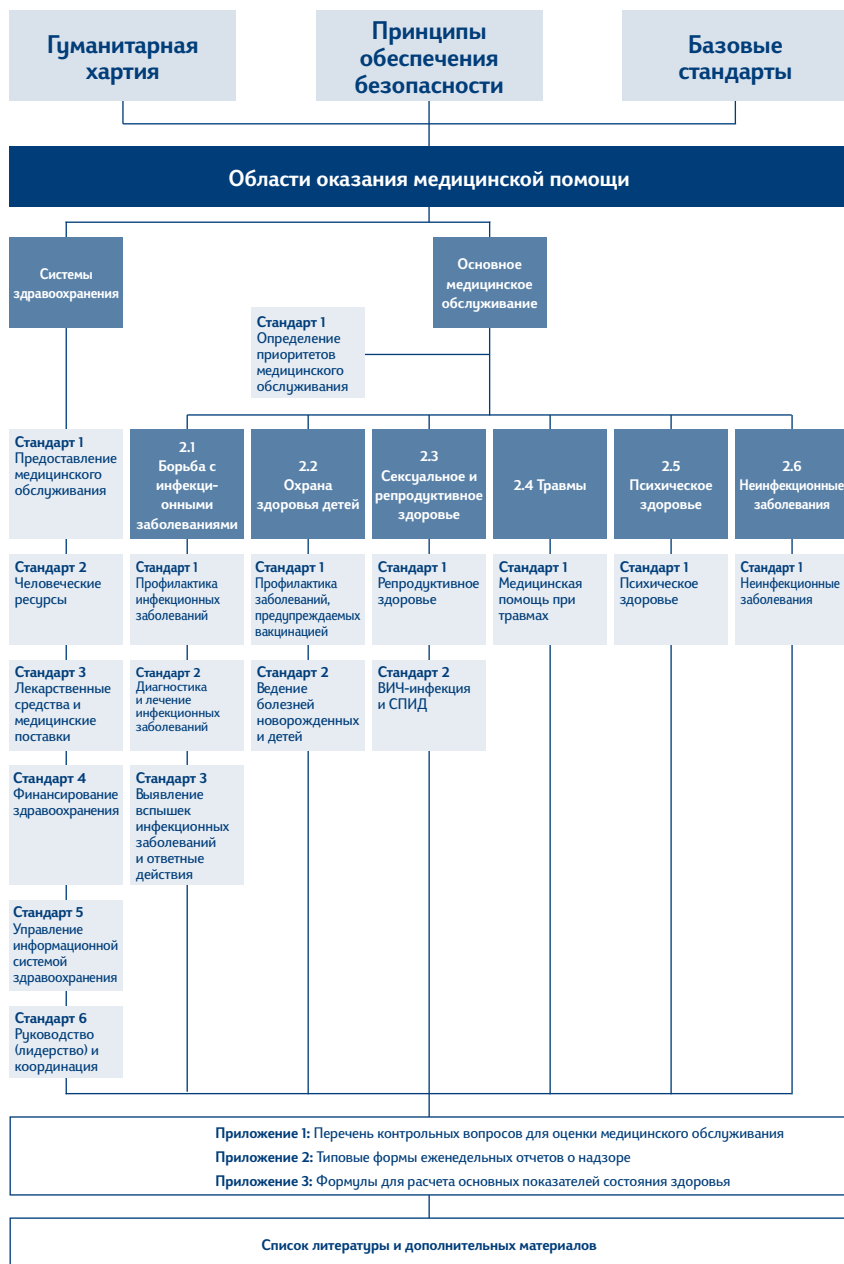 Гуманитарная
хартия
Принципы
обеспечения
безопасности
Базовые
стандарты
Области оказания медицинской помощи
Системы
здравоохранения
Основное
медицинское
обслуживание
Стандарт 1
Определение
приоритетов
медицинского
обслуживания
Стандарт 1
Предоставление
медицинского
обслуживания
2.1
Борьба с
инфекци-
онными
заболеваниями
2.2
Охрана
здоровья детей
2.3
Сексуальное и
репродуктивное
здоровье
2.4 Травмы
2.5
Психическое
здоровье
2.6
Неинфекционные
заболевания
Стандарт 2
Человеческие
ресурсы
Стандарт 1
Профилактика
инфекционных
заболеваний
Стандарт 1
Профилактика
заболеваний,
предупреждаемых
вакцинацией
Стандарт 1
Репродуктивное
здоровье
Стандарт 1
Медицинская
помощь при
травмах
Стандарт 1
Психическое
здоровье
Стандарт 1
Неинфекционные
заболевания
Стандарт 3
Лекарственные
средства и
медицинские
поставки
Стандарт 2
Диагностика
и лечение
инфекционных
заболеваний
Стандарт 2
Ведение
болезней
новорожденных
и детей
Стандарт 2
ВИЧ-инфекция
и СПИД
Стандарт 4
Финансирование
здравоохранения
Стандарт 3
Выявление
вспышек
инфекционных
заболеваний
и ответные
действия
Стандарт 5
Управление
информационной
системой
здравоохранения
Стандарт 6
Руководство
(лидерство) и
координация
Приложение 1: Перечень контрольных вопросов для оценки медицинского обслуживания
Приложение 2: Типовые формы еженедельных отчетов о надзоре
Приложение 3: Формулы для расчета основных показателей состояния здоровья
Список литературы и дополнительных материалов